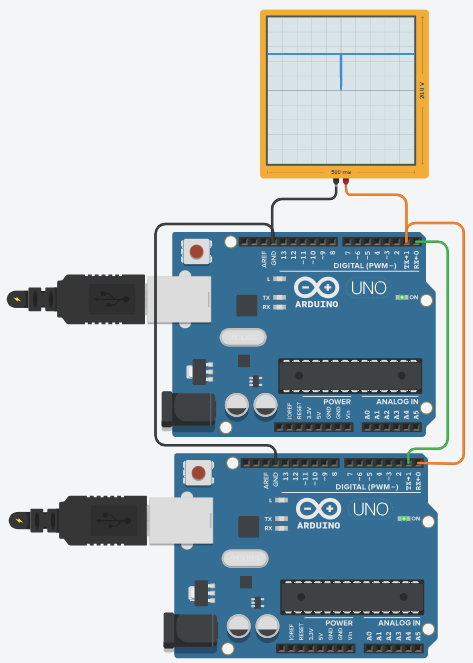 20.0 V
500 ms
AREF
GND
13
12
~11
~10
~9
8
7
~6
~5
4
~3
2
TX→1
RX←0
DIGITAL (PWM~)
L
TX
RX
ARDUINO
UNO
ON
POWER
ANALOG IN
IOREF
RESET
3.3V
5V
GND
GND
Vin
A0
A1
A2
A3
A4
A5
AREF
GND
13
12
~11
~10
~9
8
7
~6
~5
4
~3
2
TX→1
RX←0
DIGITAL (PWM~)
L
TX
RX
ARDUINO
UNO
ON
POWER
ANALOG IN
IOREF
RESET
3.3V
5V
GND
GND
Vin
A0
A1
A2
A3
A4
A5